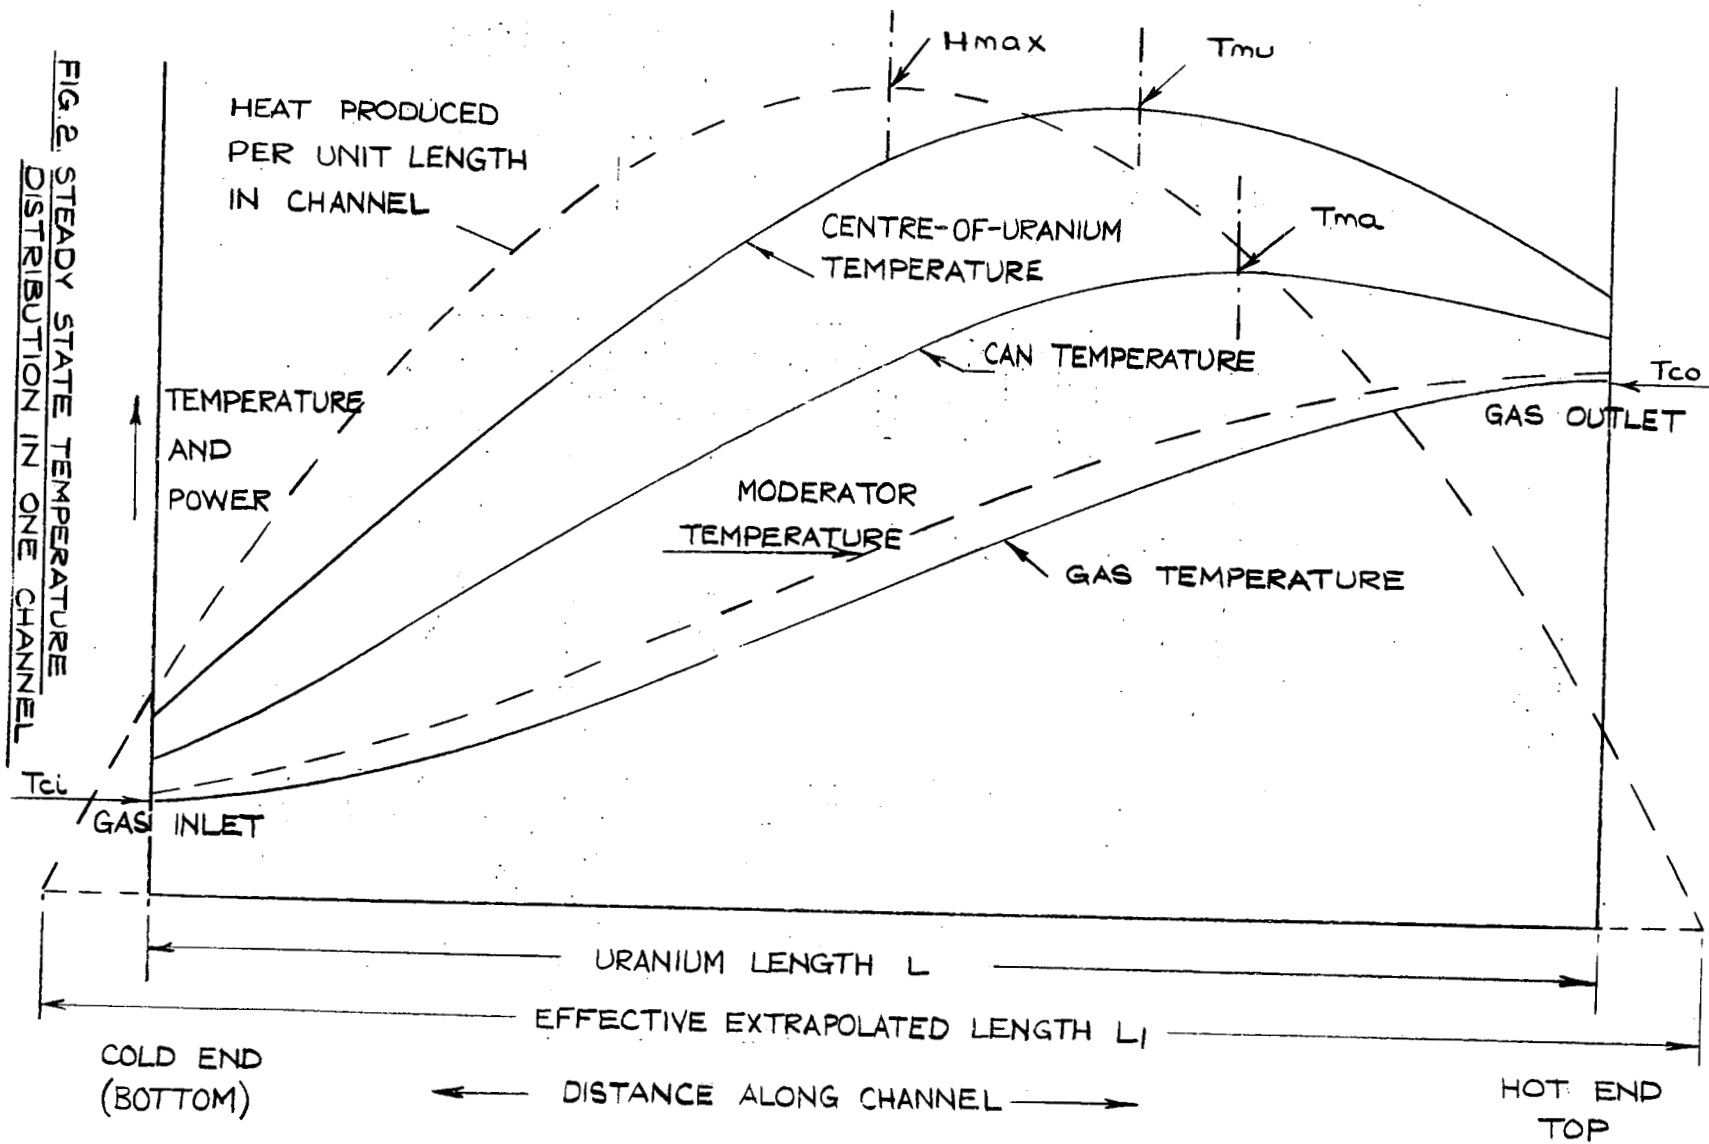 FIG.2. STEADY STATE TEMPERATURE
DISTRIBUTION IN ONE CHANNEL
Hmax
Tmu
HEAT PRODUCED
PER UNIT LENGTH
IN CHANNEL
Tma
CENTRE-OF-URANIUM
TEMPERATURE
CAN TEMPERATURE
Tco
GAS OUTLET
TEMPERATURE
AND
POWER
MODERATOR
TEMPERATURE
GAS TEMPERATURE
Tci
GAS INLET
URANIUM LENGTH L
EFFECTIVE EXTRAPOLATED LENGTH L1
COLD END
(BOTTOM)
DISTANCE ALONG CHANNEL
HOT END
TOP